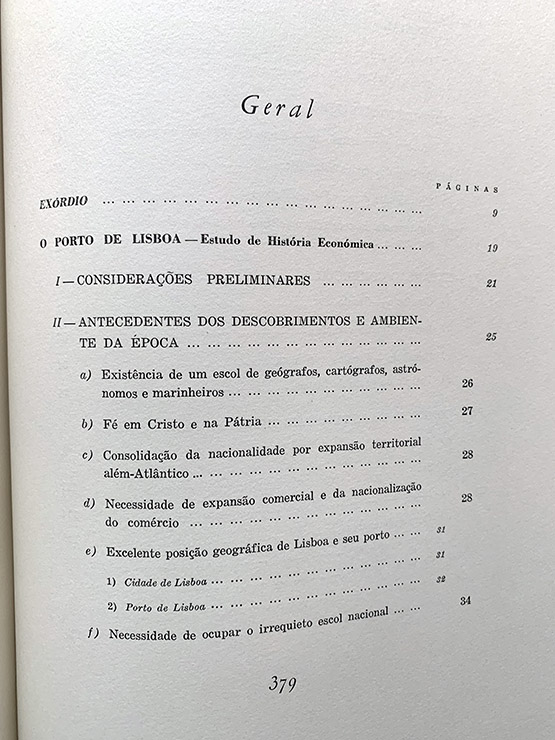 Geral
PÁGINAS
EXÓRDIO ... ... ... ... ... ... ... ... ... ... ... ... ... ... ... ... 9
O PORTO DE LISBOA — Estudo de História Económica ... ... ... 19
I — CONSIDERAÇÕES PRELIMINARES ... ... ... ... ... 21
II — ANTECEDENTES DOS DESCOBRIMENTOS E AMBIEN-
TE DA ÉPOCA ... ... ... ... ... ... ... ... ... ... ... ... 25
a) Existência de um escol de geógrafos, cartógrafos, astró-
nomos e marinheiros ... ... ... ... ... ... ... ... ... ... 26
b) Fé em Cristo e na Pátria ... ... ... ... ... ... ... ... 27
c) Consolidação da nacionalidade por expansão territorial
além-Atlântico ... ... ... ... ... ... ... ... ... ... ... 28
d) Necessidade de expansão comercial e da nacionalização
do comércio ... ... ... ... ... ... ... ... ... ... ... ... 28
e) Excelente posição geográfica de Lisboa e seu porto ... ... 31
1) Cidade de Lisboa ... ... ... ... ... ... ... ... ... ... ... 31
2) Porto de Lisboa ... ... ... ... ... ... ... ... ... ... ... 32
f) Necessidade de ocupar o irrequieto escol nacional ... ... 34
379